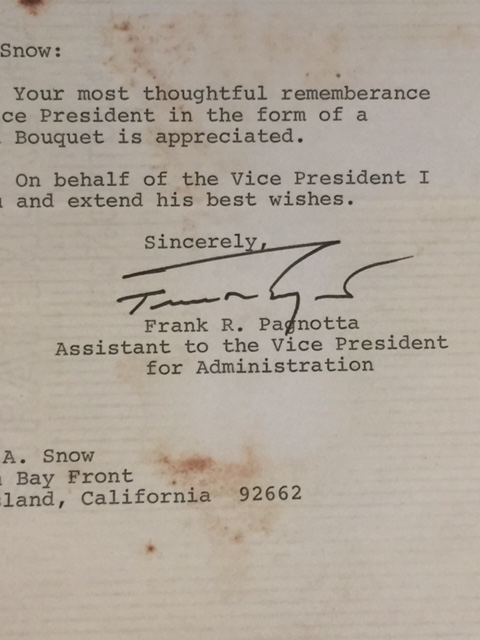 Snow:
Your most thoughtful rememberance
ce President in the form of a
Bouquet is appreciated.
On behalf of the Vice President I
and extend his best wishes.
Sincerely,
Frank R. Pagnotta
Assistant to the Vice President
for Administration
A. Snow
Bay Front
sland, California 92662